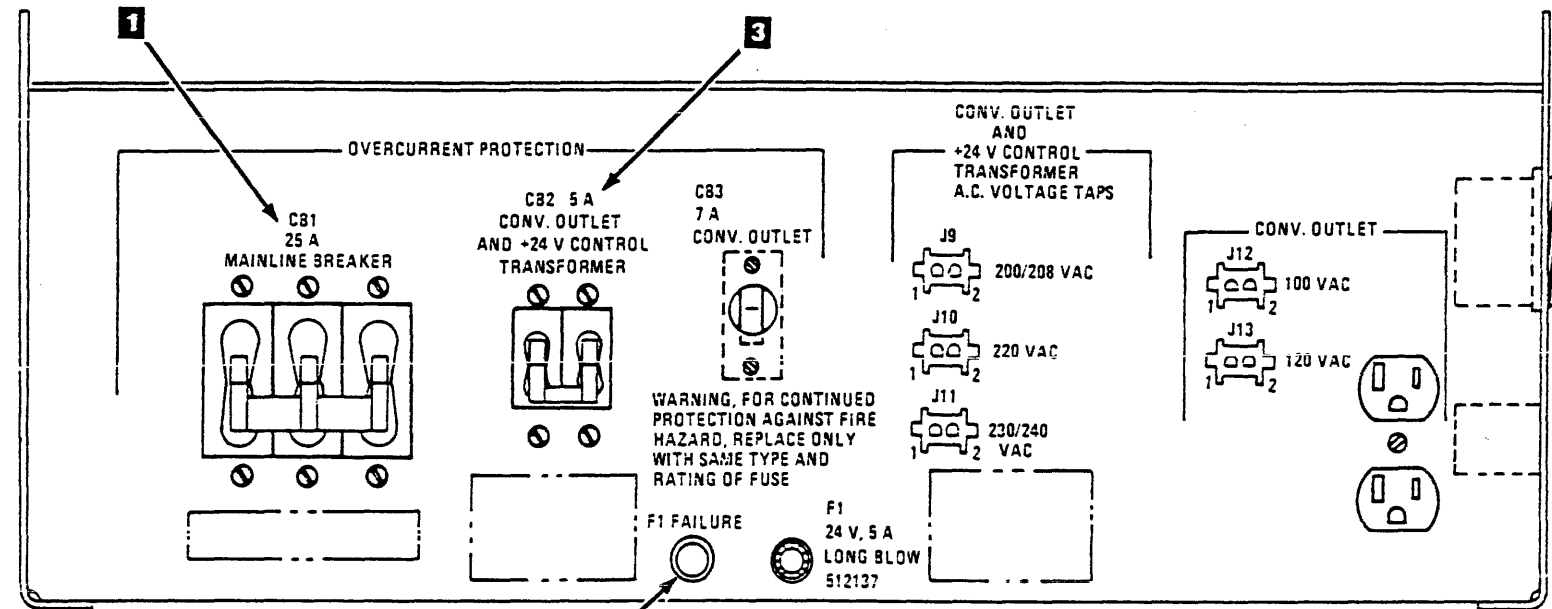 1
3
OVERCURRENT PROTECTION
CB1
25 A
MAINLINE BREAKER
CB2 5 A
CONV. OUTLET
AND +24 V CONTROL
TRANSFORMER
CB3
7 A
CONV. OUTLET
CONV. OUTLET
AND
+24 V CONTROL
TRANSFORMER
A.C. VOLTAGE TAPS
J9
1 2
200/208 VAC
J10
1 2
220 VAC
J11
1 2
230/240
VAC
CONV. OUTLET
J12
1 2
100 VAC
J13
1 2
120 VAC
WARNING, FOR CONTINUED
PROTECTION AGAINST FIRE
HAZARD, REPLACE ONLY
WITH SAME TYPE AND
RATING OF FUSE
F1 FAILURE
F1
24 V, 5 A
LONG BLOW
512137